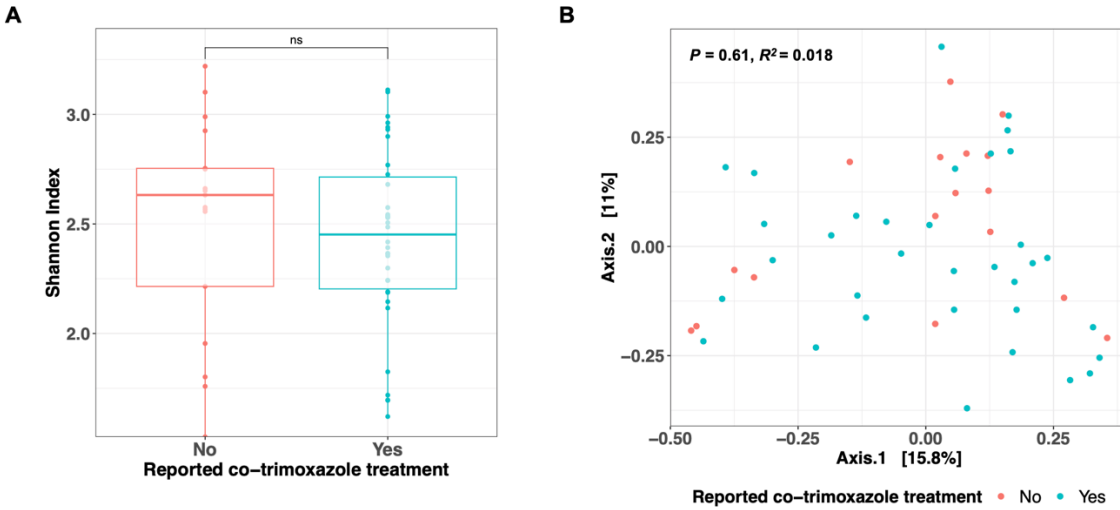 A
ns
Shannon Index
3.0
2.5
2.0
No Yes
Reported co−trimoxazole treatment
B
P = 0.61, R² = 0.018
Axis.2 [11%]
0.25
0.00
−0.25
−0.50 −0.25 0.00 0.25
Axis.1 [15.8%]
Reported co−trimoxazole treatment No Yes